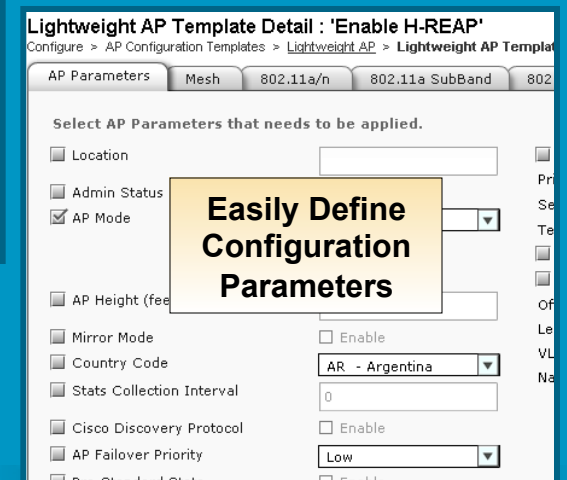 Lightweight AP Template Detail : 'Enable H-REAP'
Configure > AP Configuration Templates > Lightweight AP > Lightweight AP Templat
AP Parameters Mesh 802.11a/n 802.11a SubBand 802
Select AP Parameters that needs to be applied.
Location
Pri
Admin Status
Se
AP Mode
Te
Easily Define
Configuration
Parameters
AP Height (fee
Of
Mirror Mode Enable
Le
Country Code AR - Argentina
VL
Na
Stats Collection Interval 0
Cisco Discovery Protocol Enable
AP Failover Priority Low